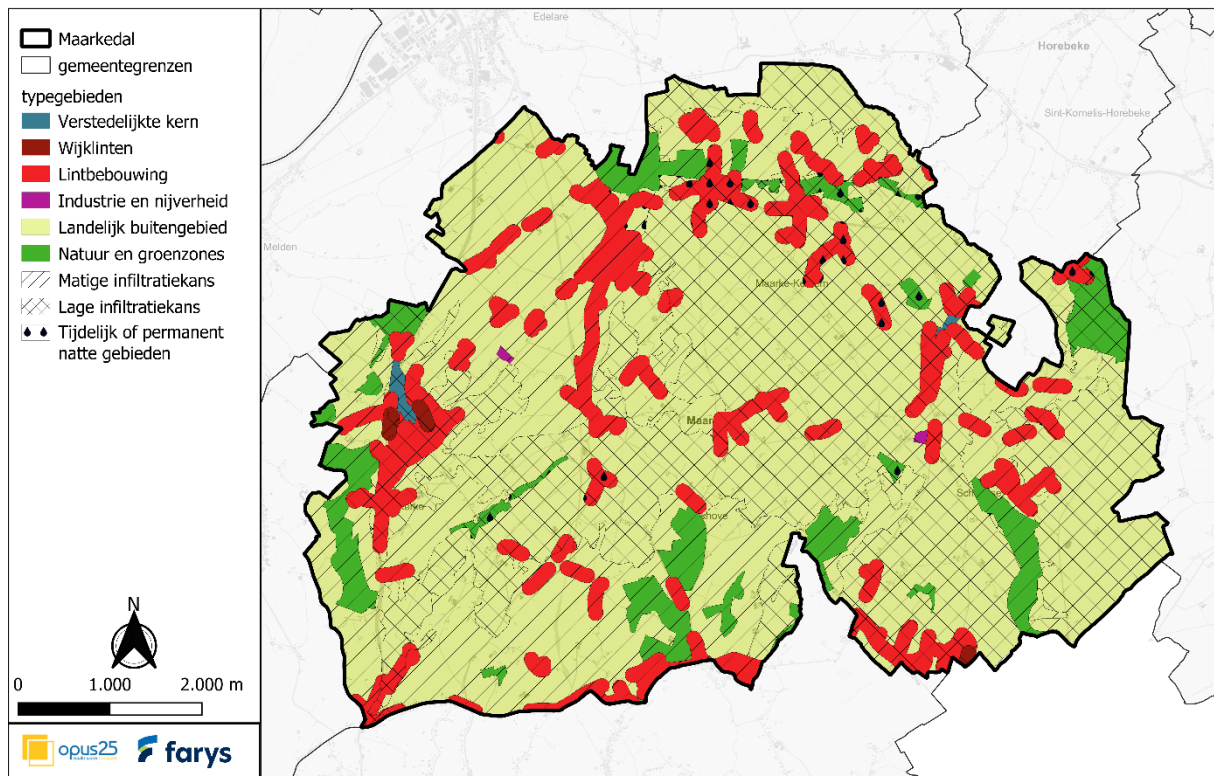 Maarkedal
gemeentegrenzen
typegebieden
Verstedelijkte kern
Wijklinten
Lintbebouwing
Industrie en nijverheid
Landelijk buitengebied
Natuur en groenzones
Matige infiltratiekans
Lage infiltratiekans
Tijdelijk of permanent
natte gebieden
N
0 1.000 2.000 m
opus25
farys
Edelare
Horebeke
Sint-Kornelis-Horebeke
Melden
Maarke-Kerkem